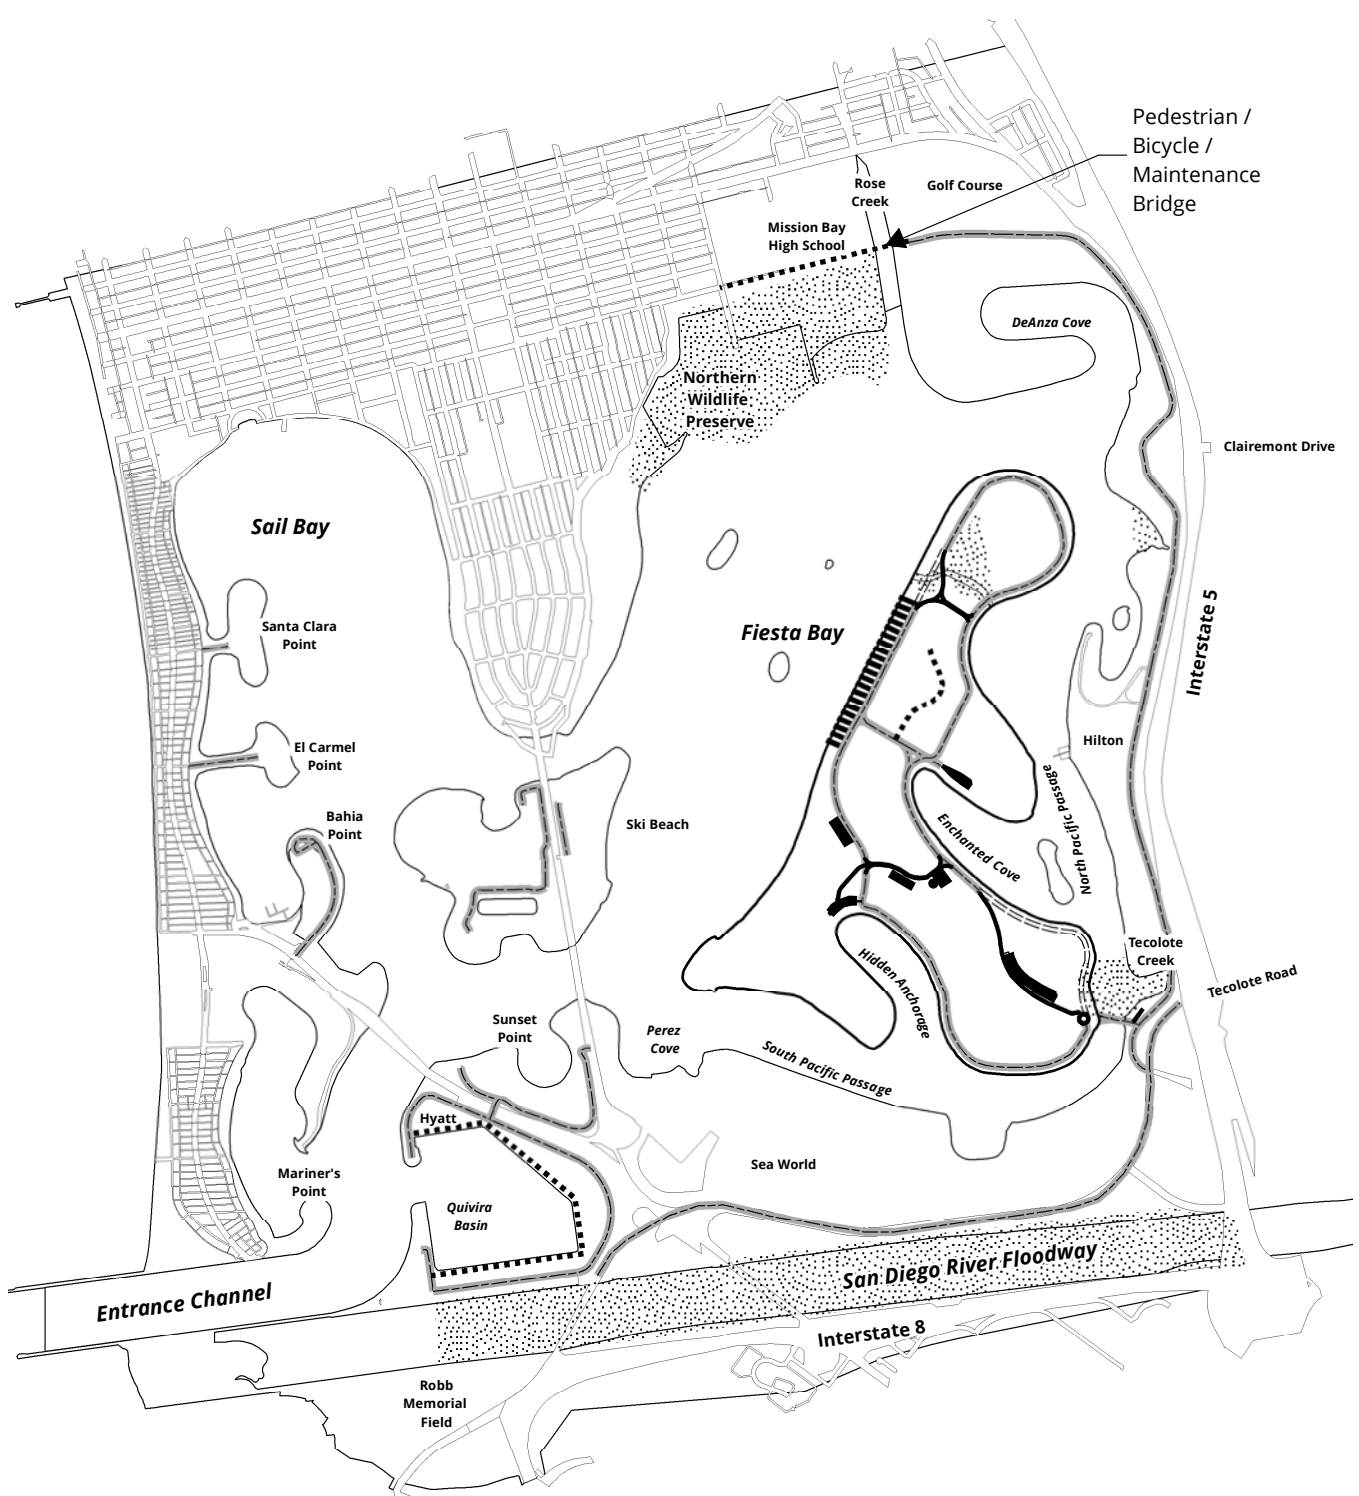 Pedestrian /
Bicycle /
Maintenance
Bridge
Rose
Creek
Golf Course
Mission Bay
High School
DeAnza Cove
Northern
Wildlife
Preserve
Clairemont Drive
Sail Bay
Santa Clara
Point
Fiesta Bay
Interstate 5
El Carmel
Point
Hilton
Bahia
Point
Ski Beach
North Pacific Passage
Enchanted Cove
Tecolote
Creek
Hidden Anchorage
Tecolote Road
Sunset
Point
Perez
Cove
South Pacific Passage
Hyatt
Sea World
Mariner's
Point
Quivira
Basin
San Diego River Floodway
Entrance Channel
Interstate 8
Robb
Memorial
Field